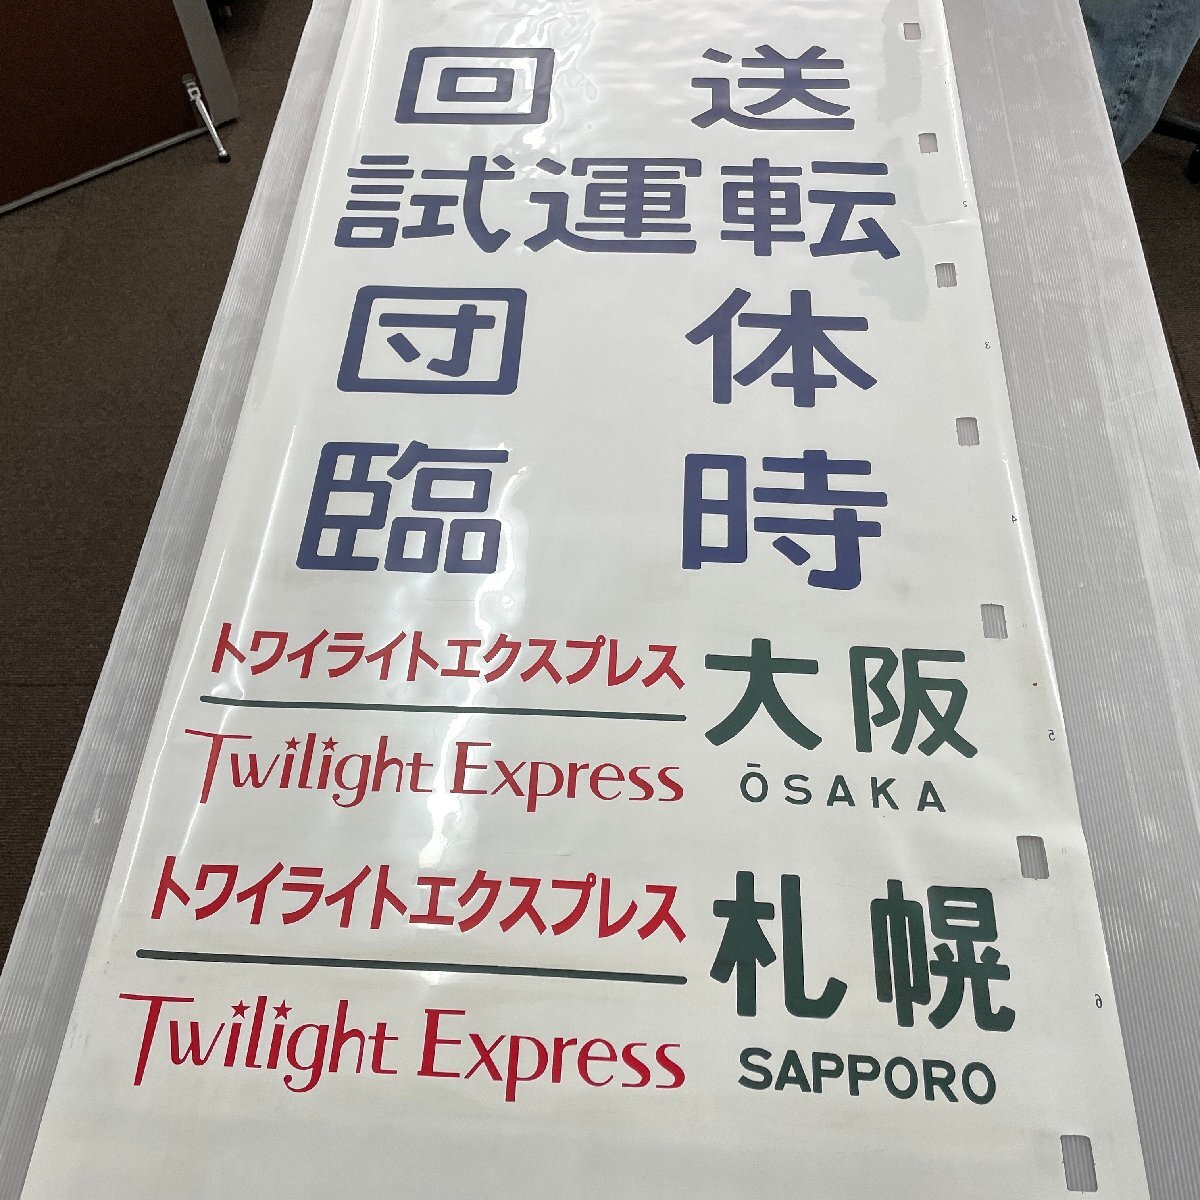 回送
試運転
団体
臨時
トワイライトエクスプレス 大阪
Twilight Express ŌSAKA
トワイライトエクスプレス 札幌
Twilight Express SAPPORO